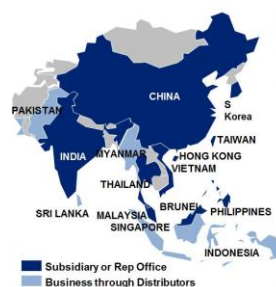 PAKISTAN
CHINA
S
Korea
TAIWAN
INDIA
MYANMAR
HONG KONG
VIETNAM
THAILAND
SRI LANKA
MALAYSIA
BRUNEI
PHILIPPINES
SINGAPORE
INDONESIA
Subsidiary or Rep Office
Business through Distributors